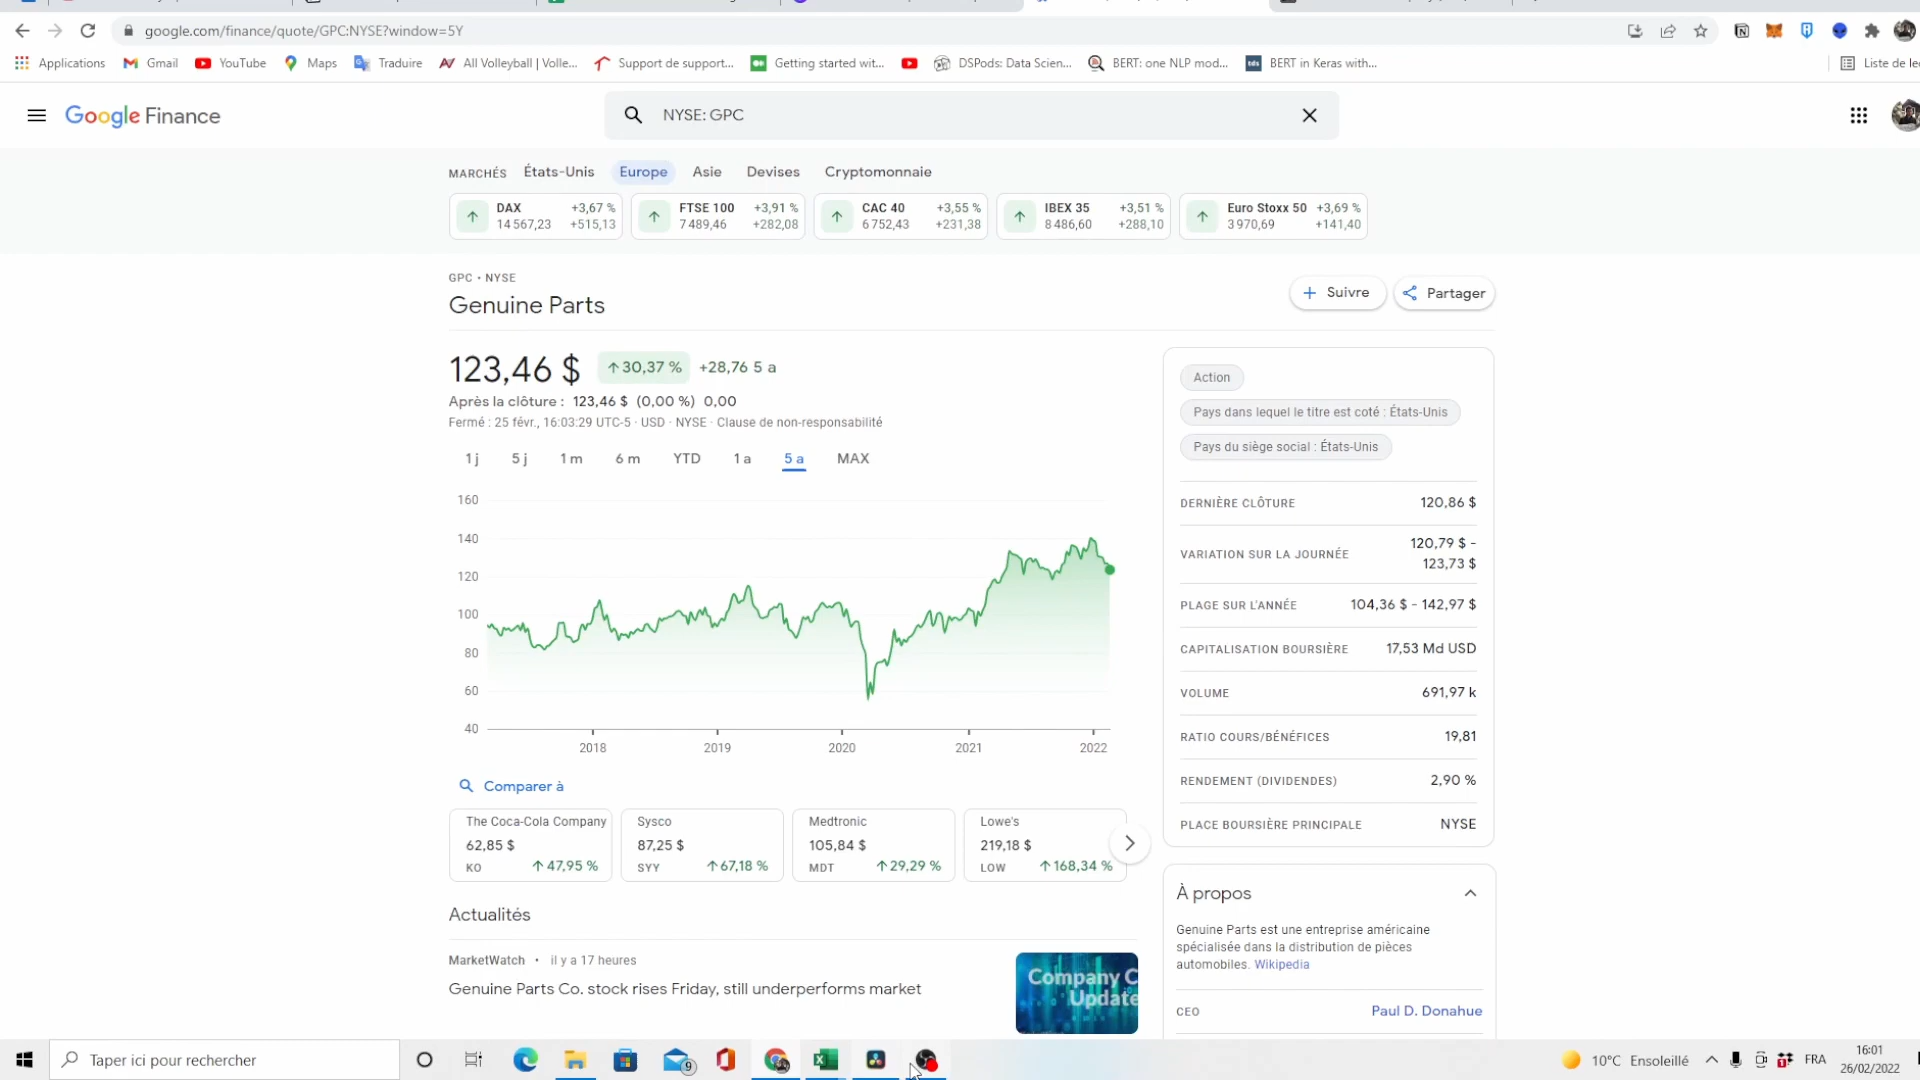 google.com/finance/quote/GPC:NYSE?window=5Y
Applications Gmail YouTube Maps Traduire All Volleyball | Volle... Support de support... Getting started wit... DSPods: Data Scien... BERT: one NLP mod... BERT in Keras with... Liste de le
Google Finance
NYSE: GPC
MARCHÉS États-Unis Europe Asie Devises Cryptomonnaie
DAX +3,67 % FTSE 100 +3,91 % CAC 40 +3,55 % IBEX 35 +3,51 % Euro Stoxx 50 +3,69 %
14 567,23 +515,13 7 489,46 +282,08 6 752,43 +231,38 8 486,60 +288,10 3 970,69 +141,40
GPC • NYSE
Genuine Parts
Suivre Partager
123,46 $ 30,37 % +28,76 5 a
Après la clôture : 123,46 $ (0,00 %) 0,00
Fermé : 25 févr., 16:03:29 UTC-5 · USD · NYSE · Clause de non-responsabilité
1 j 5 j 1 m 6 m YTD 1 a 5 a MAX
160
140
120
100
80
60
40
2018 2019 2020 2021 2022
Comparer à
The Coca-Cola Company
62,85 $
KO 47,95 %
Sysco
87,25 $
SYY 67,18 %
Medtronic
105,84 $
MDT 29,29 %
Lowe's
219,18 $
LOW 168,34 %
Actualités
MarketWatch • il y a 17 heures
Genuine Parts Co. stock rises Friday, still underperforms market
Company C
Update
Action
Pays dans lequel le titre est coté : États-Unis
Pays du siège social : États-Unis
DERNIÈRE CLÔTURE 120,86 $
VARIATION SUR LA JOURNÉE 120,79 $ -
123,73 $
PLAGE SUR L'ANNÉE 104,36 $ - 142,97 $
CAPITALISATION BOURSIÈRE 17,53 Md USD
VOLUME 691,97 k
RATIO COURS/BÉNÉFICES 19,81
RENDEMENT (DIVIDENDES) 2,90 %
PLACE BOURSIÈRE PRINCIPALE NYSE
À propos
Genuine Parts est une entreprise américaine
spécialisée dans la distribution de pièces
automobiles. Wikipedia
CEO Paul D. Donahue
Taper ici pour rechercher
9
10°C Ensoleillé FRA
16:01
26/02/2022